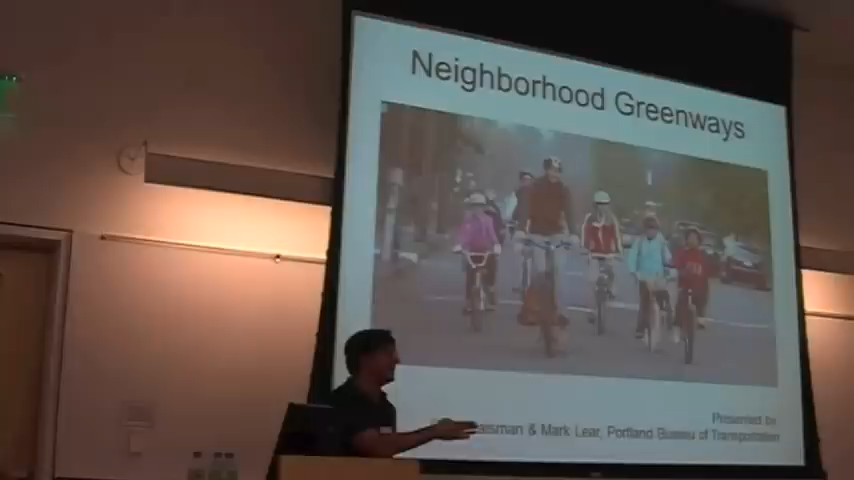 Neighborhood Greenways
Presented by
& Mark Lear, Portland Bureau of Transportation